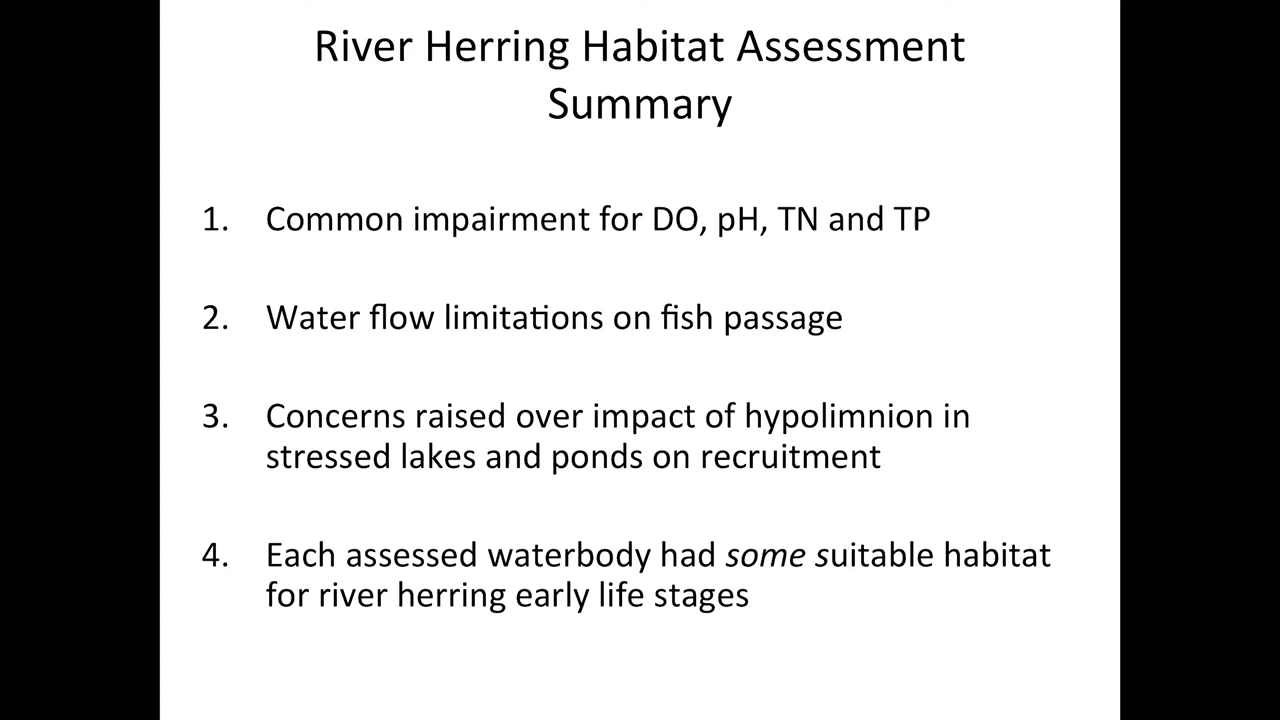 River Herring Habitat Assessment
Summary
1. Common impairment for DO, pH, TN and TP
2. Water flow limitations on fish passage
3. Concerns raised over impact of hypolimnion in
stressed lakes and ponds on recruitment
4. Each assessed waterbody had some suitable habitat
for river herring early life stages